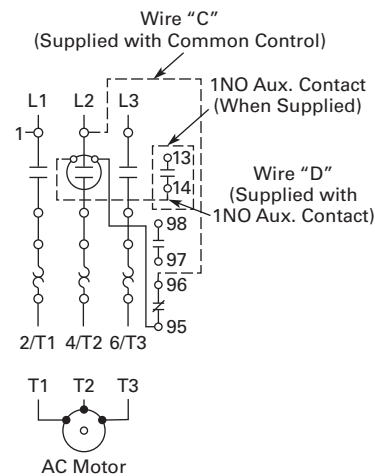 Wire “C”
(Supplied with Common Control)
1NO Aux. Contact
(When Supplied)
L1 L2 L3
1
13
14
Wire “D”
(Supplied with
1NO Aux. Contact)
98
97
96
95
2/T1 4/T2 6/T3
T1 T2 T3
AC Motor